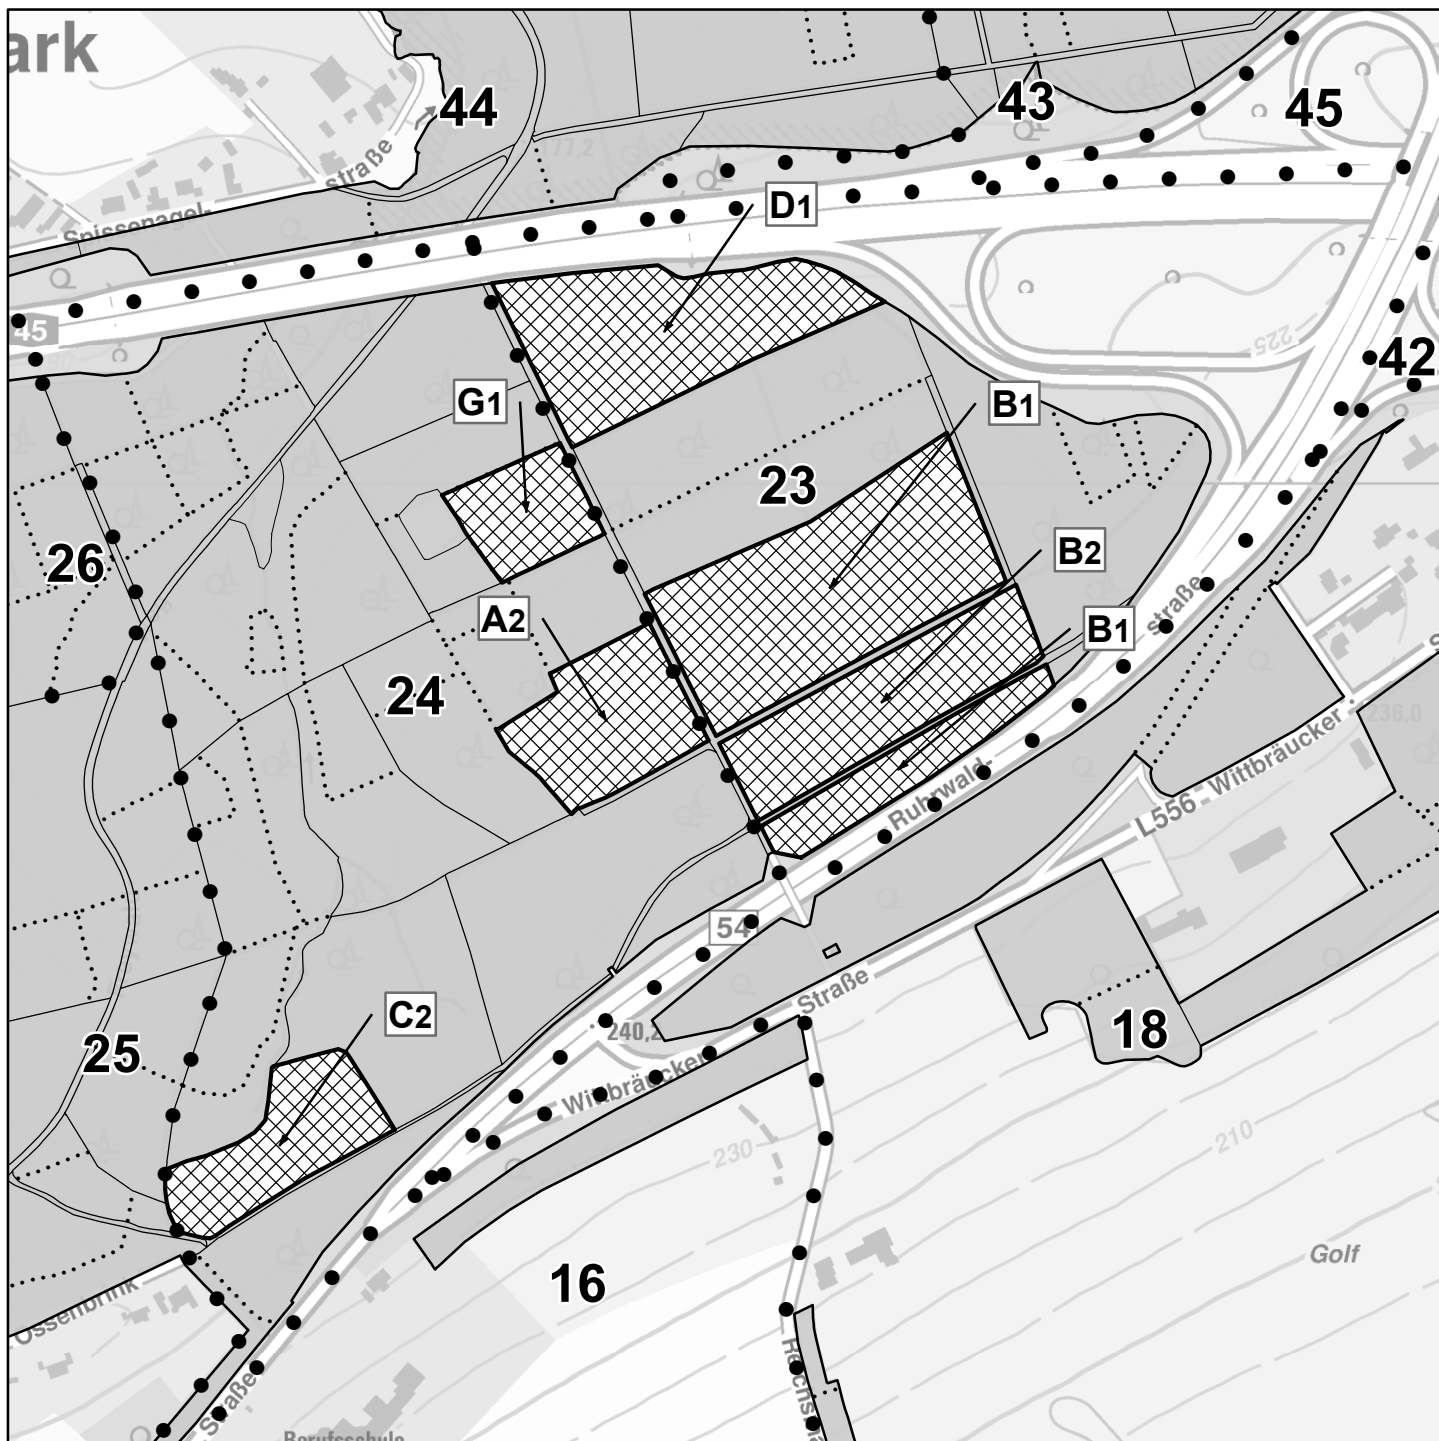 ark
44
43
45
Straße
177,2
Spissenagel-
D1
45
225
42
G1
B1
23
26
B2
A2
B1
straße
24
236,0
L556 - Wittbräucker -
Ruhrwald-
54
Straße
C2
240,2
18
25
Wittbräucker
230
210
Golf
16
Ossenbrink
Straße
Berufsschule